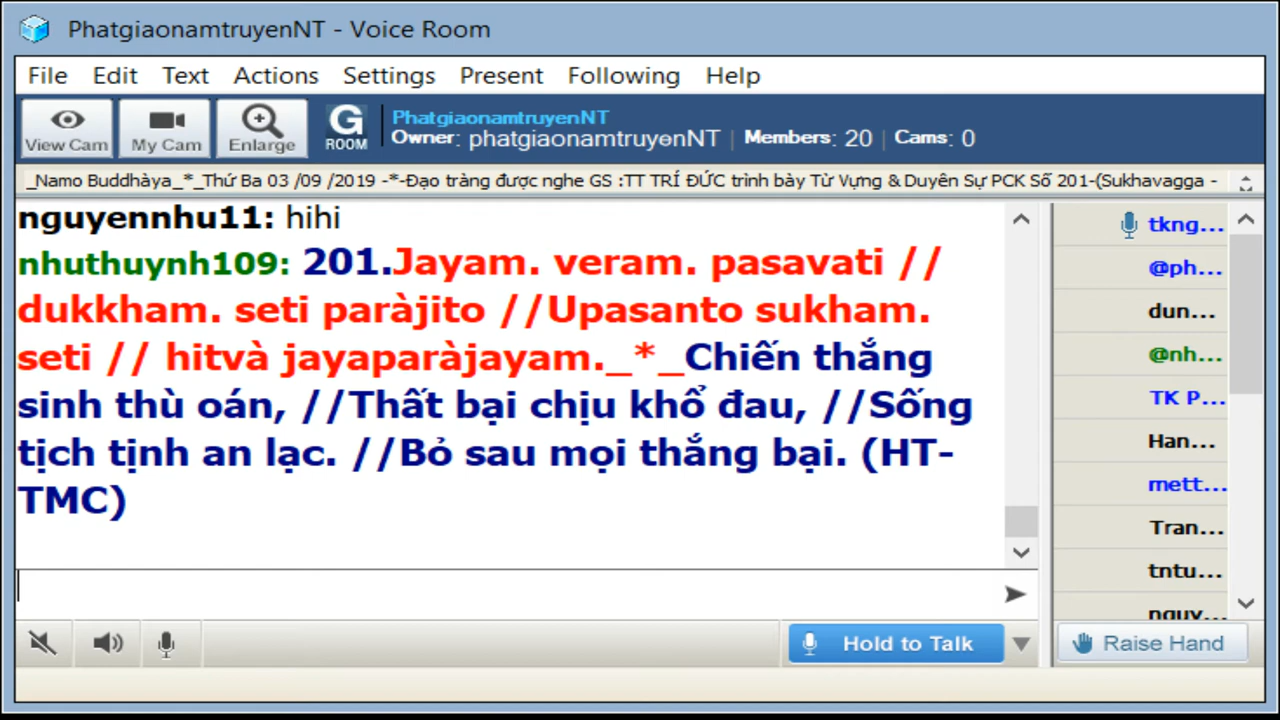 PhatgiaonamtruyenNT - Voice Room
File Edit Text Actions Settings Present Following Help
View Cam My Cam Enlarge G ROOM
PhatgiaonamtruyenNT
Owner: phatgiaonamtruyenNT | Members: 20 | Cams: 0
_Namo Buddhàya_*_Thứ Ba 03 /09 /2019 -*-Đạo tràng được nghe GS :TT TRÍ ĐỨC trình bày Từ Vựng & Duyên Sự PCK Số 201-(Sukhavagga -
nguyennhu11: hihi
nhuthuynh109: 201.Jayam. veram. pasavati //
dukkham. seti paràjito //Upasanto sukham.
seti // hitvà jayaparàjayam._*_Chiến thắng
sinh thù oán, //Thất bại chịu khổ đau, //Sống
tịch tịnh an lạc. //Bỏ sau mọi thắng bại. (HT-
TMC)
tkng...
@ph...
dun...
@nh...
TK P...
Han...
mett...
Tran...
tntu...
nguy...
Hold to Talk
Raise Hand